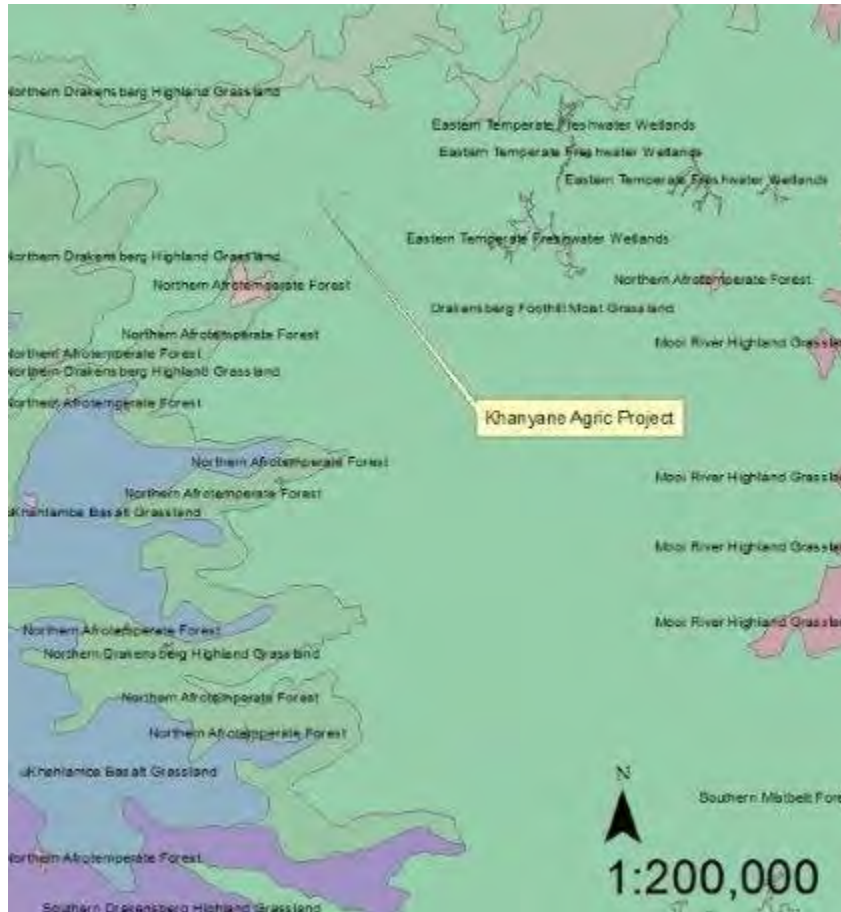 Northern Drakensberg Highland Grassland
Eastern Temperate Freshwater Wetlands
Eastern Temperate Freshwater Wetlands
Eastern Temperate Freshwater Wetlands
Eastern Temperate Freshwater Wetlands
Northern Drakensberg Highland Grassland
Northern Afrotemperate Forest
Northern Afrotemperate Forest
Drakensberg Foothill Moist Grassland
Northern Afrotemperate Forest
Mooi River Highland Grassla
Northern Afrotemperate Forest
Northern Drakensberg Highland Grassland
Northern Afrotemperate Forest
Khanyane Agric Project
Northern Afrotemperate Forest
Mooi River Highland Grassla
Northern Afrotemperate Forest
uKhahlamba Basalt Grassland
Mooi River Highland Grassla
Mooi River Highland Grassla
Northern Afrotemperate Forest
Northern Drakensberg Highland Grassland
Northern Afrotemperate Forest
Northern Afrotemperate Forest
uKhahlamba Basalt Grassland
N
Southern Mistbelt Fore
Northern Afrotemperate Forest
1:200,000
Southern Drakensberg Highland Grassland